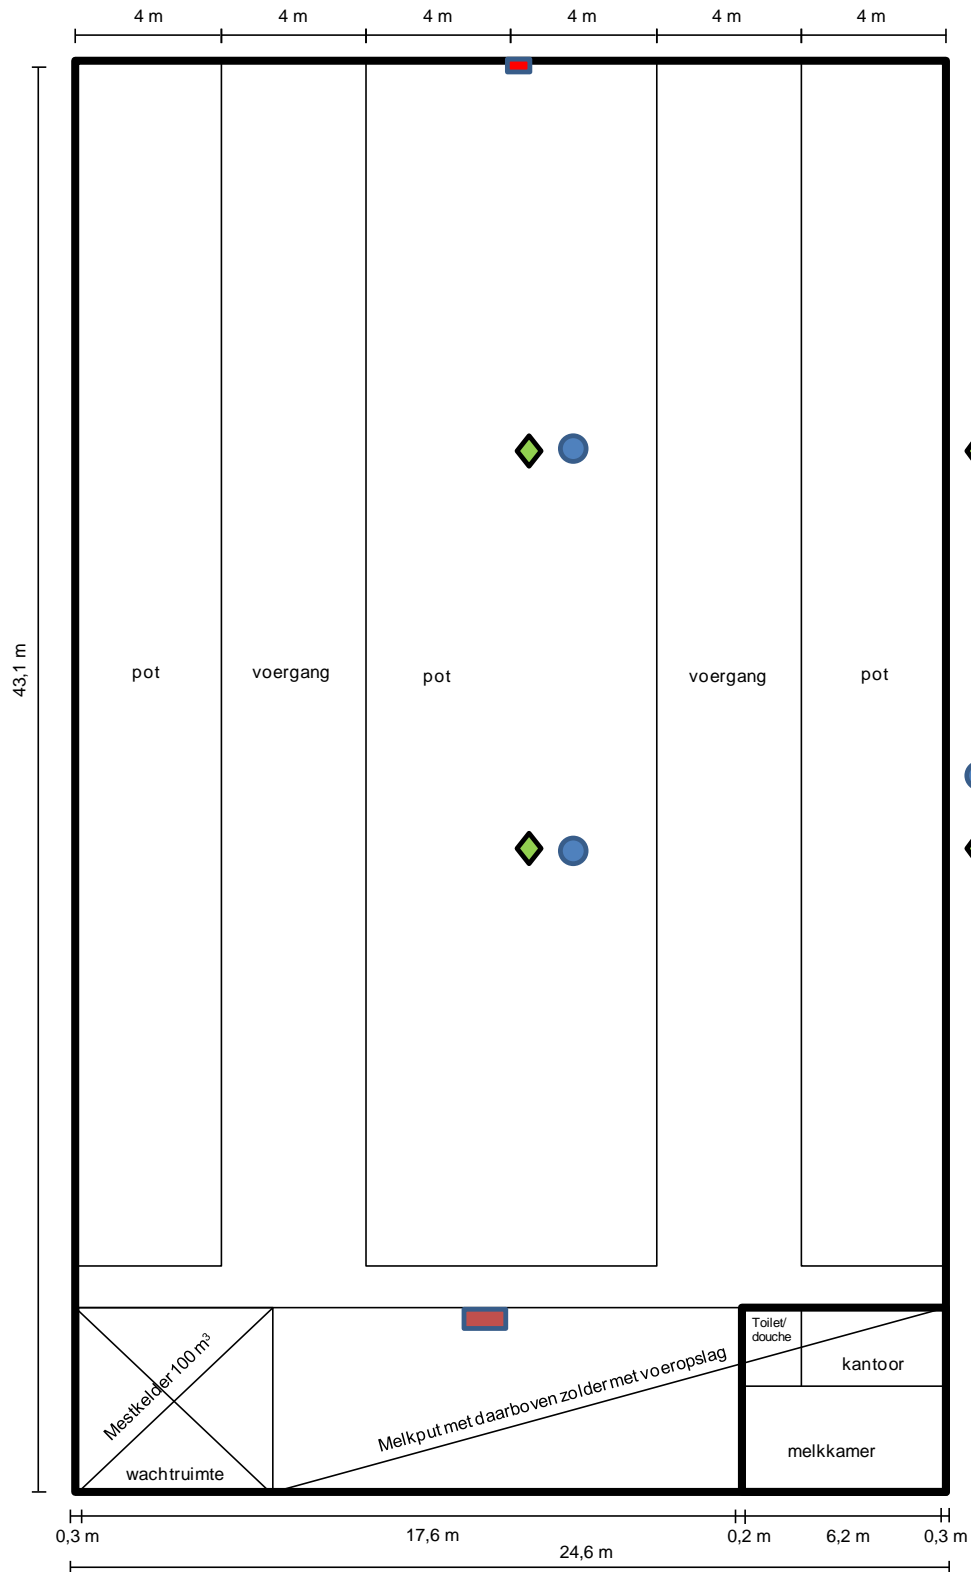 4 m 4 m 4 m 4 m 4 m 4 m
43,1 m
pot
voergang
pot
voergang
pot
Mestkelder 100 m³
wachtruimte
Melkput met daarboven zolder met voeropslag
Toilet/
douche
kantoor
melkkamer
0,3 m 17,6 m 0,2 m 6,2 m 0,3 m
24,6 m